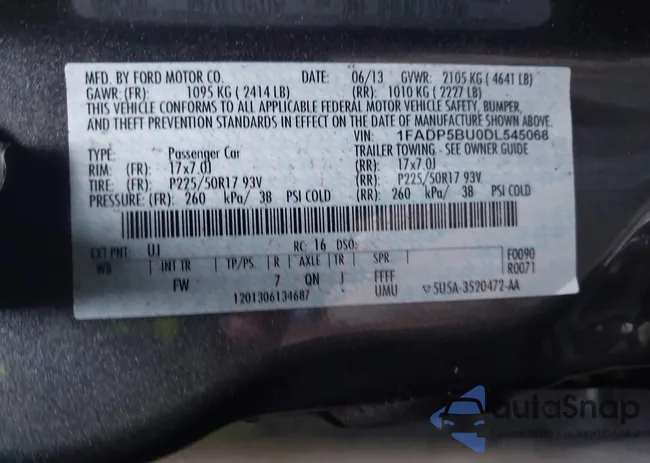 MFD. BY FORD MOTOR CO. DATE: 06/13 GVWR: 2105 KG ( 4641 LB)
GAWR: (FR): 1095 KG ( 2414 LB) (RR): 1010 KG ( 2227 LB)
THIS VEHICLE CONFORMS TO ALL APPLICABLE FEDERAL MOTOR VEHICLE SAFETY, BUMPER,
AND THEFT PREVENTION STANDARDS IN EFFECT ON THE DATE OF MANUFACTURE SHOWN ABOVE.
VIN: 1FADP5BU0DL545068
TYPE: Passenger Car TRAILER TOWING - SEE OWNER GUIDE
RIM: (FR): 17x7.0J (RR): 17x7.0J
TIRE: (FR): P225/50R17 93V (RR): P225/50R17 93V
PRESSURE: (FR): 260 kPa/ 38 PSI COLD (RR): 260 kPa/ 38 PSI COLD
EXT PNT: UJ RC: 16 DSO: F0090
WB INT TR TP/PS R AXLE TR SPR R0071
FW 7 QN J FFFF
1201306134687 UMU ▽5U5A-3520472-AA
autoSnap